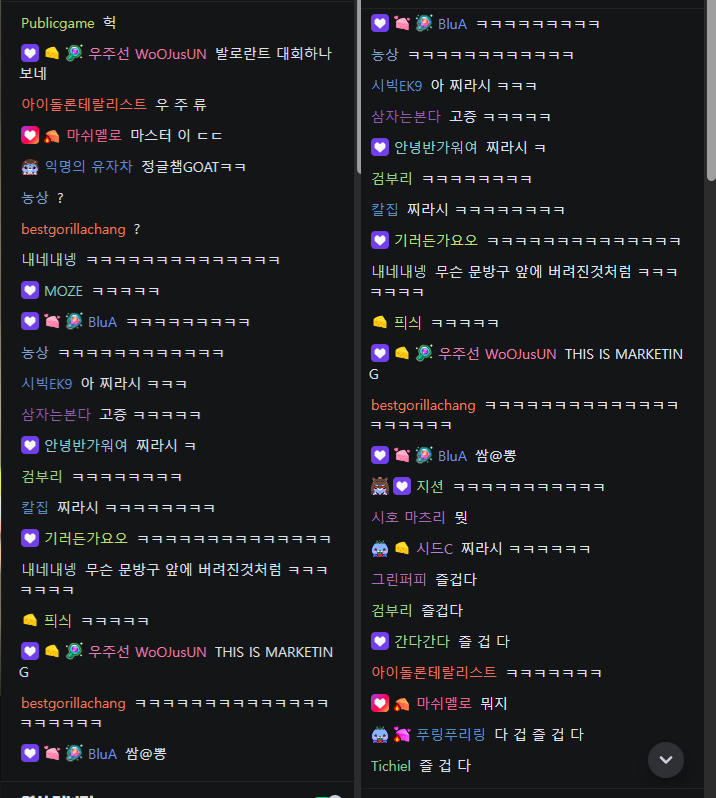 Publicgame 헉
우주선 WoOJusUN 발로란트 대회하나
보네
아이돌론테랄리스트 우 주 류
마쉬멜로 마스터 이 ㄷㄷ
익명의 유자차 정글챔GOATㅋㅋ
농상 ?
bestgorillachang ?
내네내넹 ㅋㅋㅋㅋㅋㅋㅋㅋㅋㅋㅋㅋㅋㅋ
MOZE ㅋㅋㅋㅋㅋ
BluA ㅋㅋㅋㅋㅋㅋㅋㅋㅋ
농상 ㅋㅋㅋㅋㅋㅋㅋㅋㅋㅋㅋㅋ
시빅EK9 아 찌라시 ㅋㅋㅋ
삼자는본다 고증 ㅋㅋㅋㅋㅋ
안녕반가워여 찌라시 ㅋ
검부리 ㅋㅋㅋㅋㅋㅋㅋㅋ
칼집 찌라시 ㅋㅋㅋㅋㅋㅋㅋㅋ
기러든가요오 ㅋㅋㅋㅋㅋㅋㅋㅋㅋㅋㅋㅋㅋㅋ
내네내넹 무슨 문방구 앞에 버려진것처럼 ㅋㅋㅋ
ㅋㅋㅋㅋ
픠싀 ㅋㅋㅋㅋㅋ
우주선 WoOJusUN THIS IS MARKETIN
G
bestgorillachang ㅋㅋㅋㅋㅋㅋㅋㅋㅋㅋㅋㅋㅋㅋ
ㅋㅋㅋㅋㅋㅋ
BluA 쌈@뽕
BluA ㅋㅋㅋㅋㅋㅋㅋㅋㅋ
농상 ㅋㅋㅋㅋㅋㅋㅋㅋㅋㅋㅋㅋ
시빅EK9 아 찌라시 ㅋㅋㅋ
삼자는본다 고증 ㅋㅋㅋㅋㅋ
안녕반가워여 찌라시 ㅋ
검부리 ㅋㅋㅋㅋㅋㅋㅋㅋ
칼집 찌라시 ㅋㅋㅋㅋㅋㅋㅋㅋ
기러든가요오 ㅋㅋㅋㅋㅋㅋㅋㅋㅋㅋㅋㅋㅋㅋ
내네내넹 무슨 문방구 앞에 버려진것처럼 ㅋㅋㅋ
ㅋㅋㅋㅋ
픠싀 ㅋㅋㅋㅋㅋ
우주선 WoOJusUN THIS IS MARKETIN
G
bestgorillachang ㅋㅋㅋㅋㅋㅋㅋㅋㅋㅋㅋㅋㅋㅋ
ㅋㅋㅋㅋㅋㅋ
BluA 쌈@뽕
지션 ㅋㅋㅋㅋㅋㅋㅋㅋㅋㅋㅋ
시호 마츠리 뭣
시드C 찌라시 ㅋㅋㅋㅋㅋㅋ
그린퍼피 즐겁다
검부리 즐겁다
간다간다 즐 겁 다
아이돌론테랄리스트 ㅋㅋㅋㅋㅋㅋㅋ
마쉬멜로 뭐지
푸링푸리링 다 겁 즐 겁 다
Tichiel 즐 겁 다